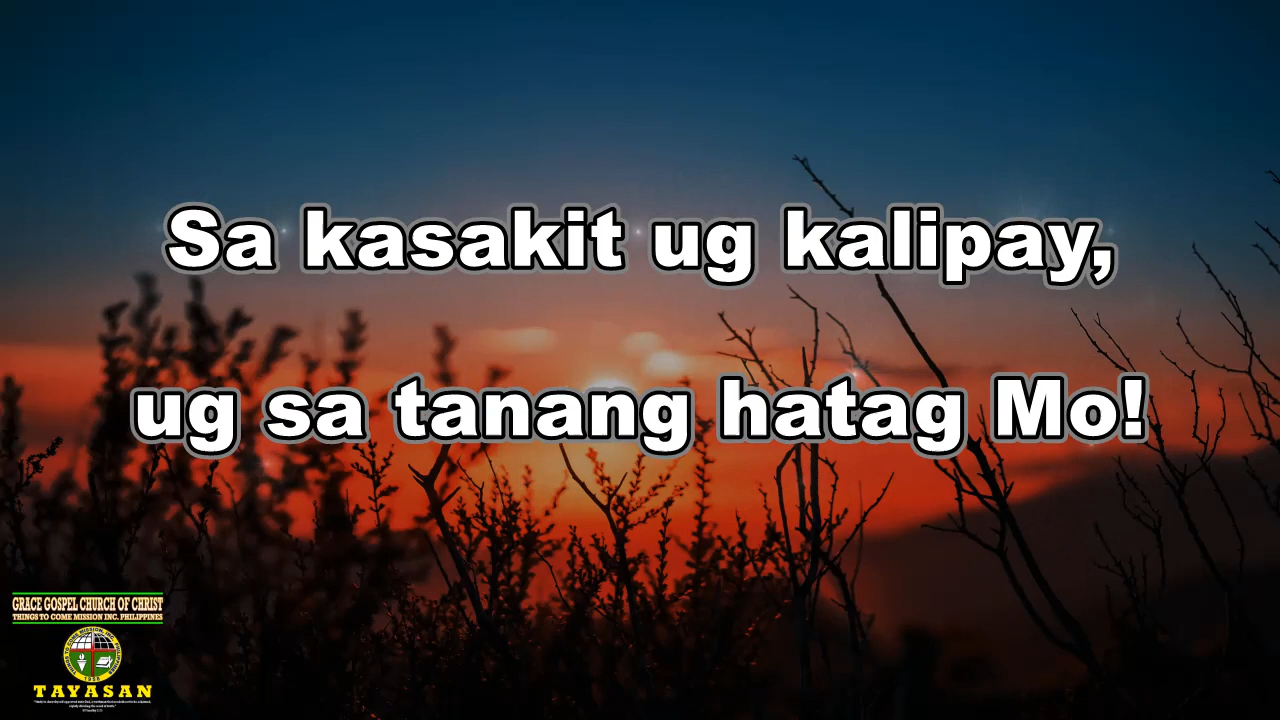 Sa kasakit ug kalipay,
ug sa tanang hatag Mo!
GRACE GOSPEL CHURCH OF CHRIST
THINGS TO COME MISSION INC. PHILIPPINES
TAYASAN